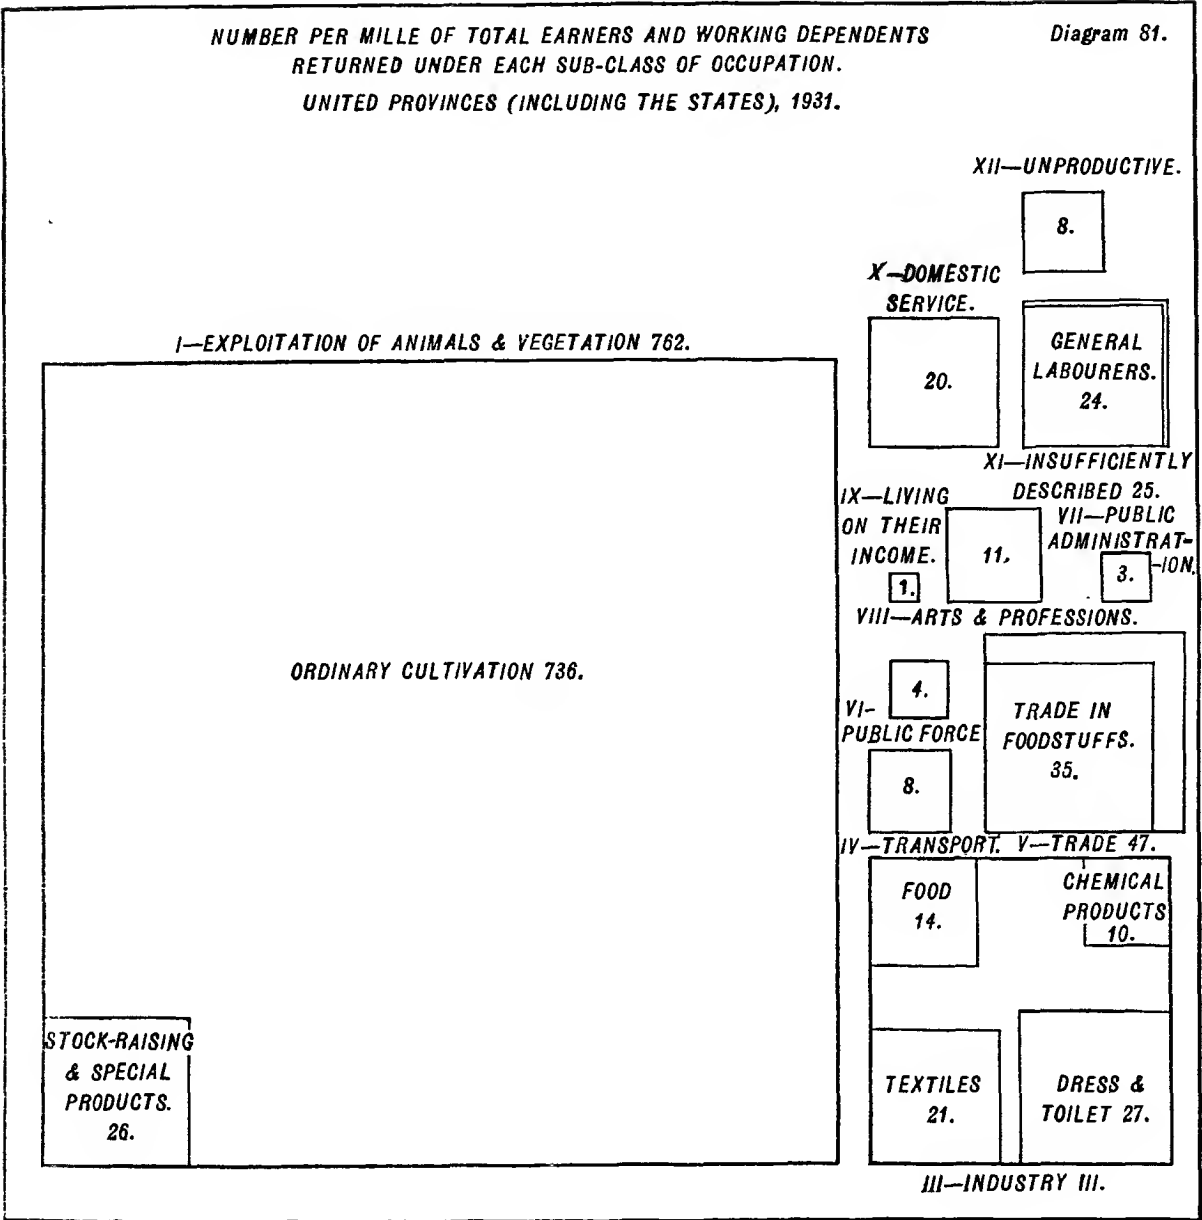 NUMBER PER MILLE OF TOTAL EARNERS AND WORKING DEPENDENTS
RETURNED UNDER EACH SUB-CLASS OF OCCUPATION.
UNITED PROVINCES (INCLUDING THE STATES), 1931.
Diagram 81.
XII—UNPRODUCTIVE.
8.
X—DOMESTIC
SERVICE.
20.
GENERAL
LABOURERS.
24.
XI—INSUFFICIENTLY
DESCRIBED 25.
I—EXPLOITATION OF ANIMALS & VEGETATION 762.
ORDINARY CULTIVATION 736.
STOCK-RAISING
& SPECIAL
PRODUCTS.
26.
IX—LIVING
ON THEIR
INCOME.
1.
11.
VII—PUBLIC
ADMINISTRAT-
-ION.
3.
VIII—ARTS & PROFESSIONS.
4.
VI-
PUBLIC FORCE
8.
TRADE IN
FOODSTUFFS.
35.
IV—TRANSPORT.
V—TRADE 47.
FOOD
14.
CHEMICAL
PRODUCTS
10.
TEXTILES
21.
DRESS &
TOILET 27.
III—INDUSTRY III.